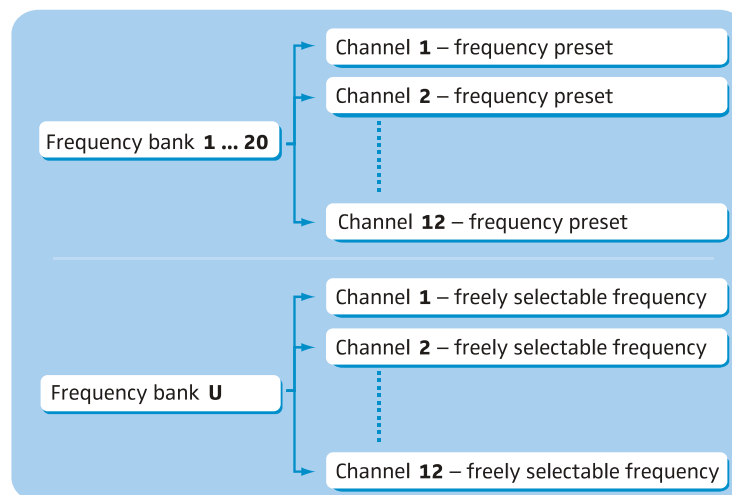 Channel 1 – frequency preset
Channel 2 – frequency preset
Frequency bank 1 ... 20
Channel 12 – frequency preset
Channel 1 – freely selectable frequency
Channel 2 – freely selectable frequency
Frequency bank U
Channel 12 – freely selectable frequency